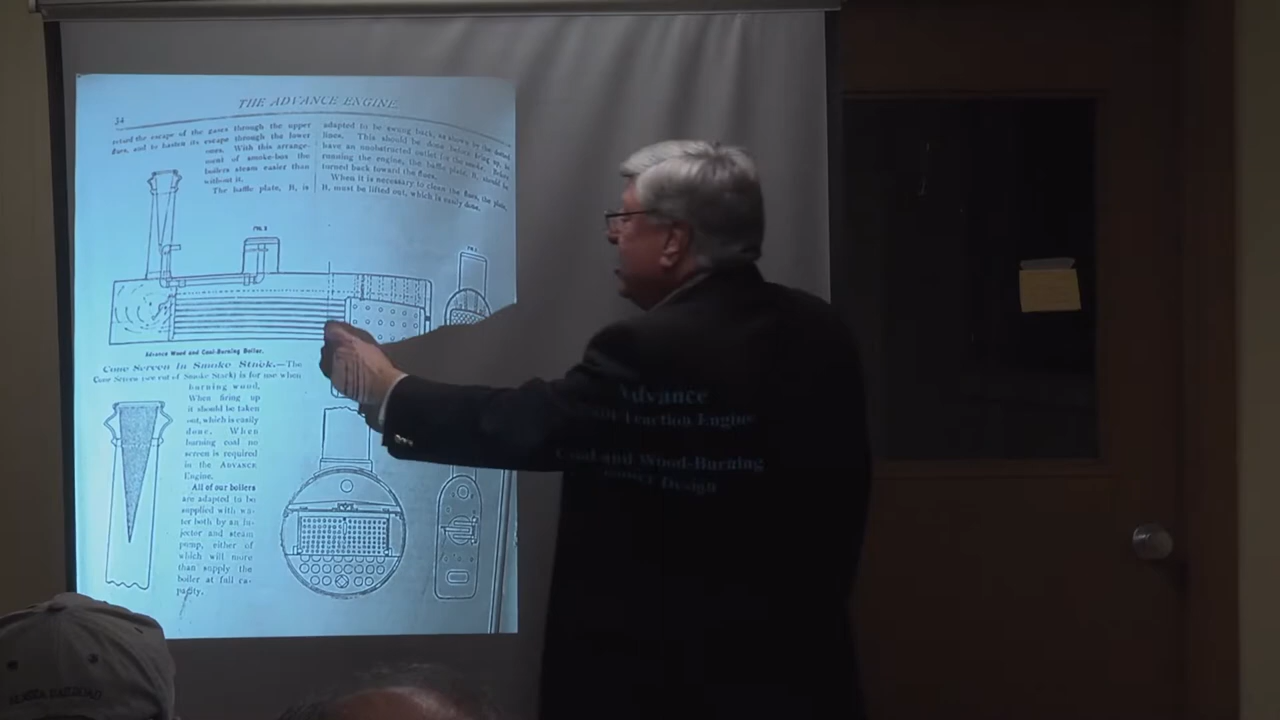 THE ADVANCE ENGINE.
34
retard the escape of the gases through the upper
flues, and to hasten its escape through the lower
ones. With this arrange-
ment of smoke-box the
boilers steam easier than
without it.
The baffle plate, B, is
adapted to be swung back, as shown by the dotted
lines. This should be done before firing up, to
have an unobstructed outlet for the smoke. Before
running the engine, the baffle plate, B, should be
turned back toward the flues.
When it is necessary to clean the flues, the plate,
B, must be lifted out, which is easily done.
Advance Wood and Coal-Burning Boiler.
Cone Screen in Smoke Stack.—The
Cone Screen (see cut of Smoke Stack) is for use when
burning wood.
When firing up
it should be taken
out, which is easily
done. When
burning coal no
screen is required
in the ADVANCE
Engine.
All of our boilers
are adapted to be
supplied with wa-
ter both by an in-
jector and steam
pump, either of
which will more
than supply the
boiler at full ca-
pacity.
Advance
Traction Engine
Coal and Wood-Burning
Design
RAILROAD